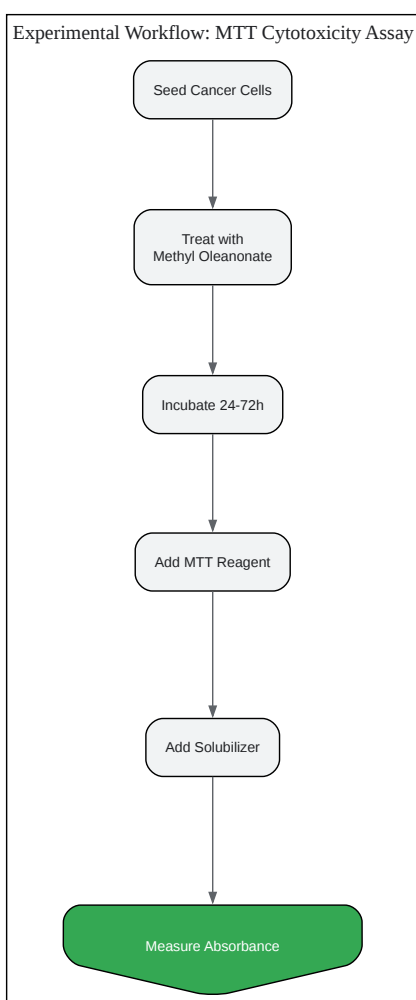 Experimental Workflow: MTT Cytotoxicity Assay
Seed Cancer Cells
Treat with
Methyl Oleanonate
Incubate 24-72h
Add MTT Reagent
Add Solubilizer
Measure Absorbance